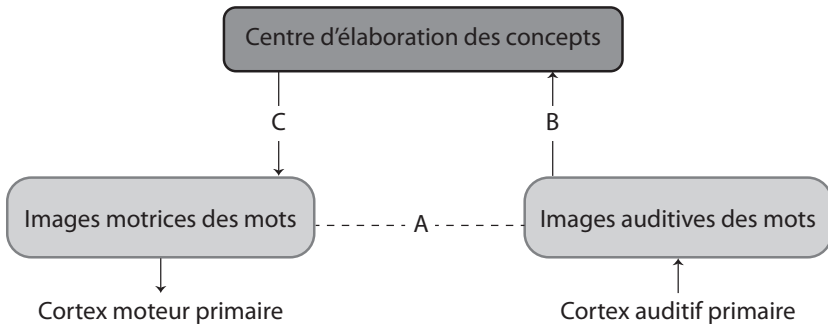 Centre d'élaboration des concepts
C
B
Images motrices des mots
A
Images auditives des mots
Cortex moteur primaire
Cortex auditif primaire